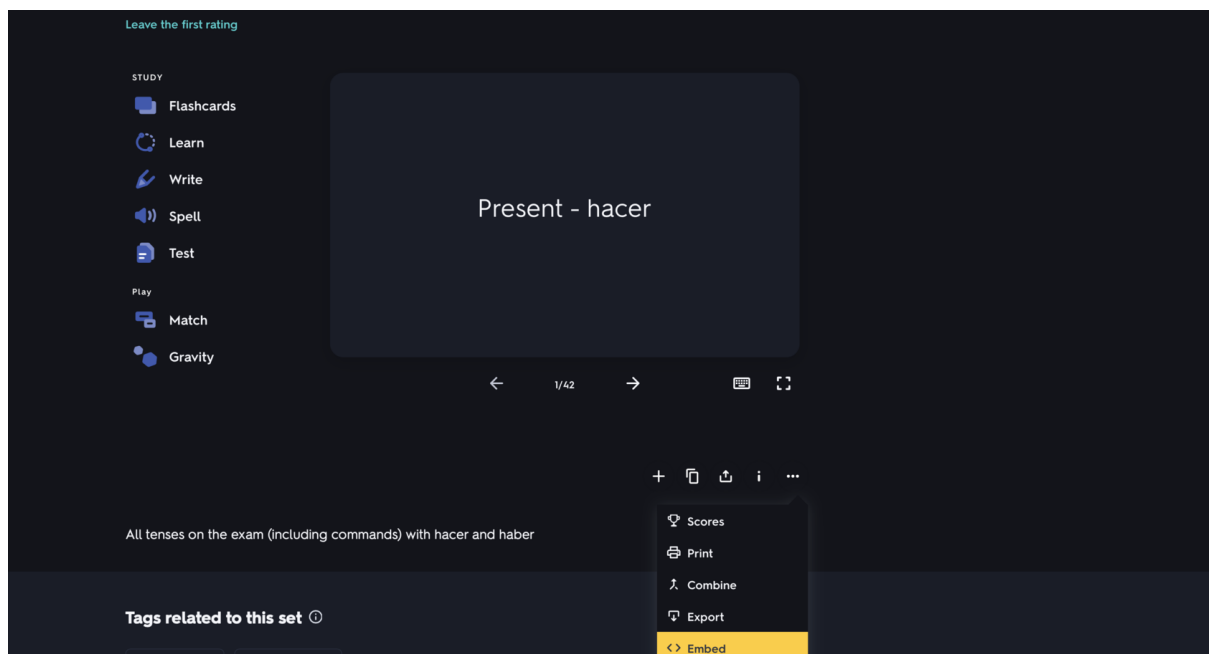 Leave the first rating
STUDY
Flashcards
Learn
Write
Spell
Test
Play
Match
Gravity
Present - hacer
1/42
All tenses on the exam (including commands) with hacer and haber
Scores
Print
Combine
Export
Embed
Tags related to this set